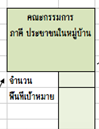 คณะกรรมการ
ภาคี ประชาชนในหมู่บ้าน
จำนวน
พื้นที่เป้าหมาย